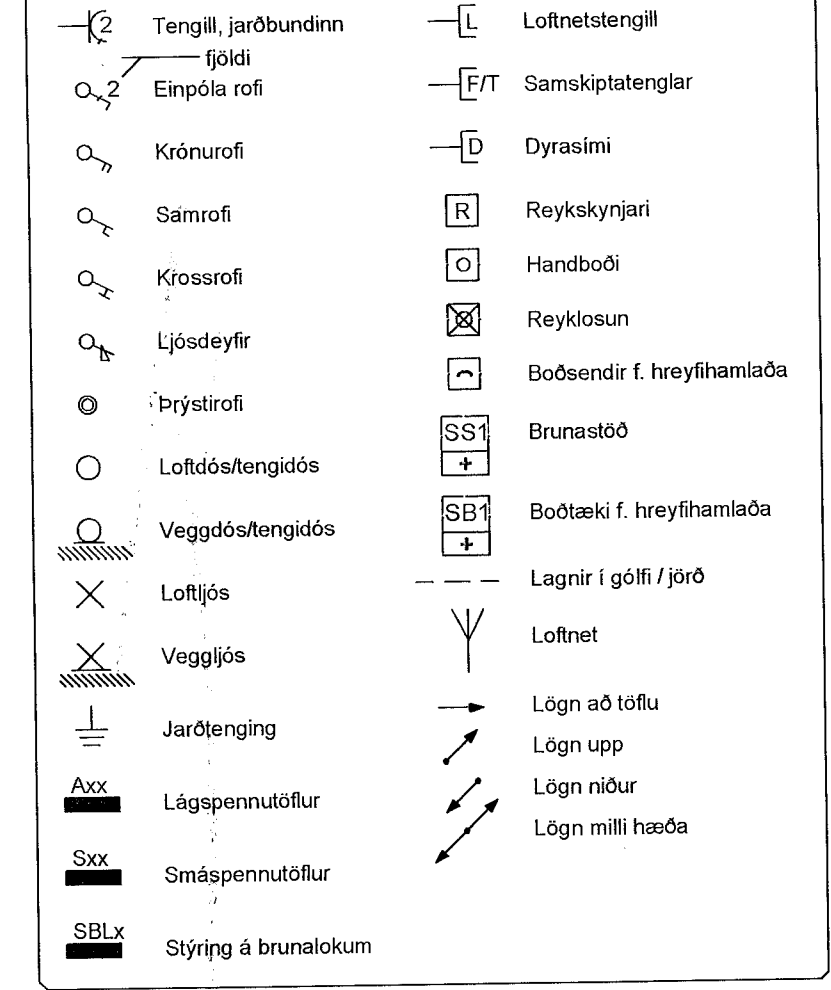 2 Tengill, jarðbundinn
fjöldi
2 Einpóla rofi
Krónurofi
Samrofi
Krossrofi
Ljósdeyfir
Þrýstirofi
Loftdós/tengidós
Veggdós/tengidós
Loftljós
Veggljós
Jarðtenging
Axx
Lágspennutöflur
Sxx
Smáspennutöflur
SBLx
Stýring á brunalokum
L Loftnetstengill
F/T Samskiptatenglar
D Dyrasími
R Reykskynjari
O Handboði
Reyklosun
Boðsendir f. hreyfihamlaða
SS1 Brunastöð
+
SB1 Boðtæki f. hreyfihamlaða
+
Lagnir í gólfi / jörð
Loftnet
Lögn að töflu
Lögn upp
Lögn niður
Lögn milli hæða